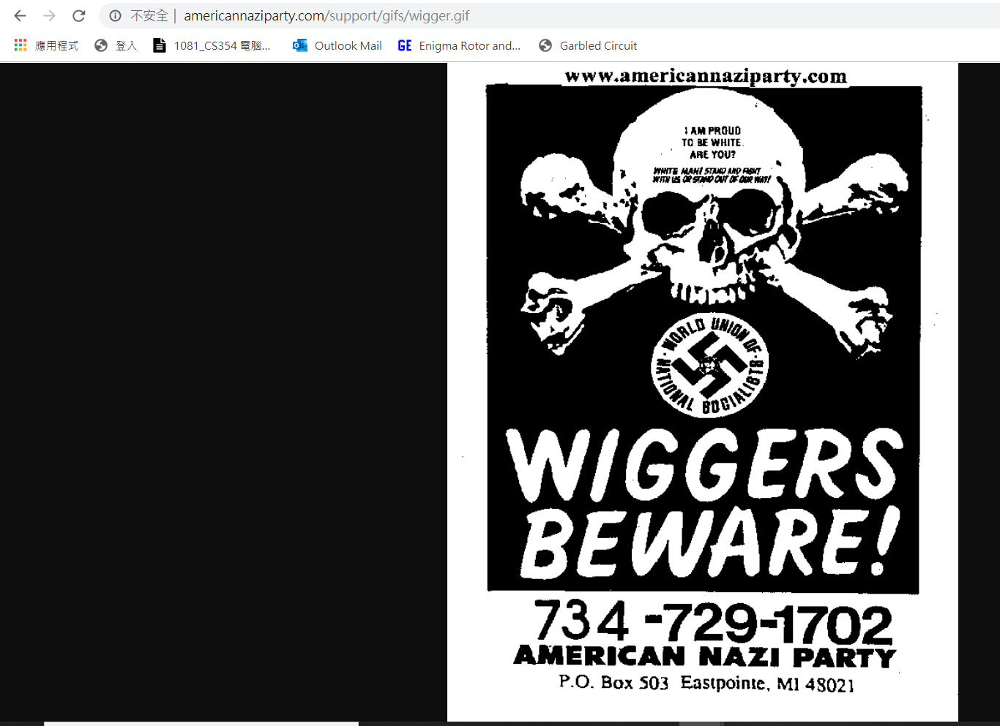 不安全 | americannaziparty.com/support/gifs/wigger.gif
應用程式 登入 1081_CS354 電腦... Outlook Mail GE Enigma Rotor and... Garbled Circuit
www.americannaziparty.com
I AM PROUD
TO BE WHITE.
ARE YOU?
WHITE MAN! STAND AND FIGHT
WITH US OR STAND OUT OF OUR WAY!
WORLD UNION OF
NATIONAL SOCIALISTS
WIGGERS
BEWARE!
734-729-1702
AMERICAN NAZI PARTY
P.O. Box 503 Eastpointe, MI 48021